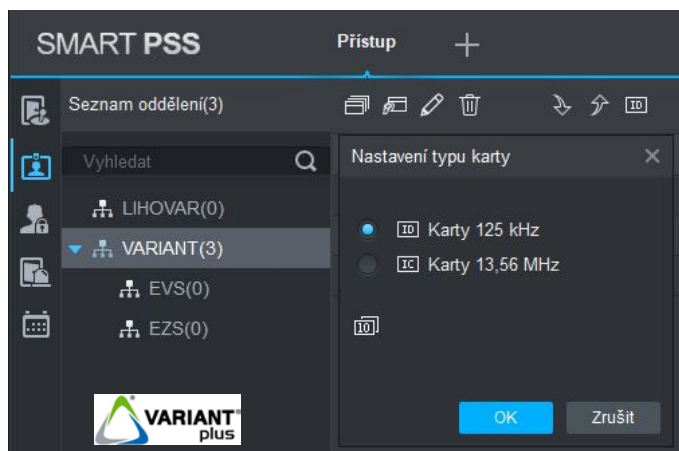 SMART PSS
Přístup
Seznam oddělení(3)
ID
Vyhledat
LIHOVAR(0)
VARIANT(3)
EVS(0)
EZS(0)
VARIANT
plus
Nastavení typu karty
ID Karty 125 kHz
IC Karty 13,56 MHz
OK
Zrušit